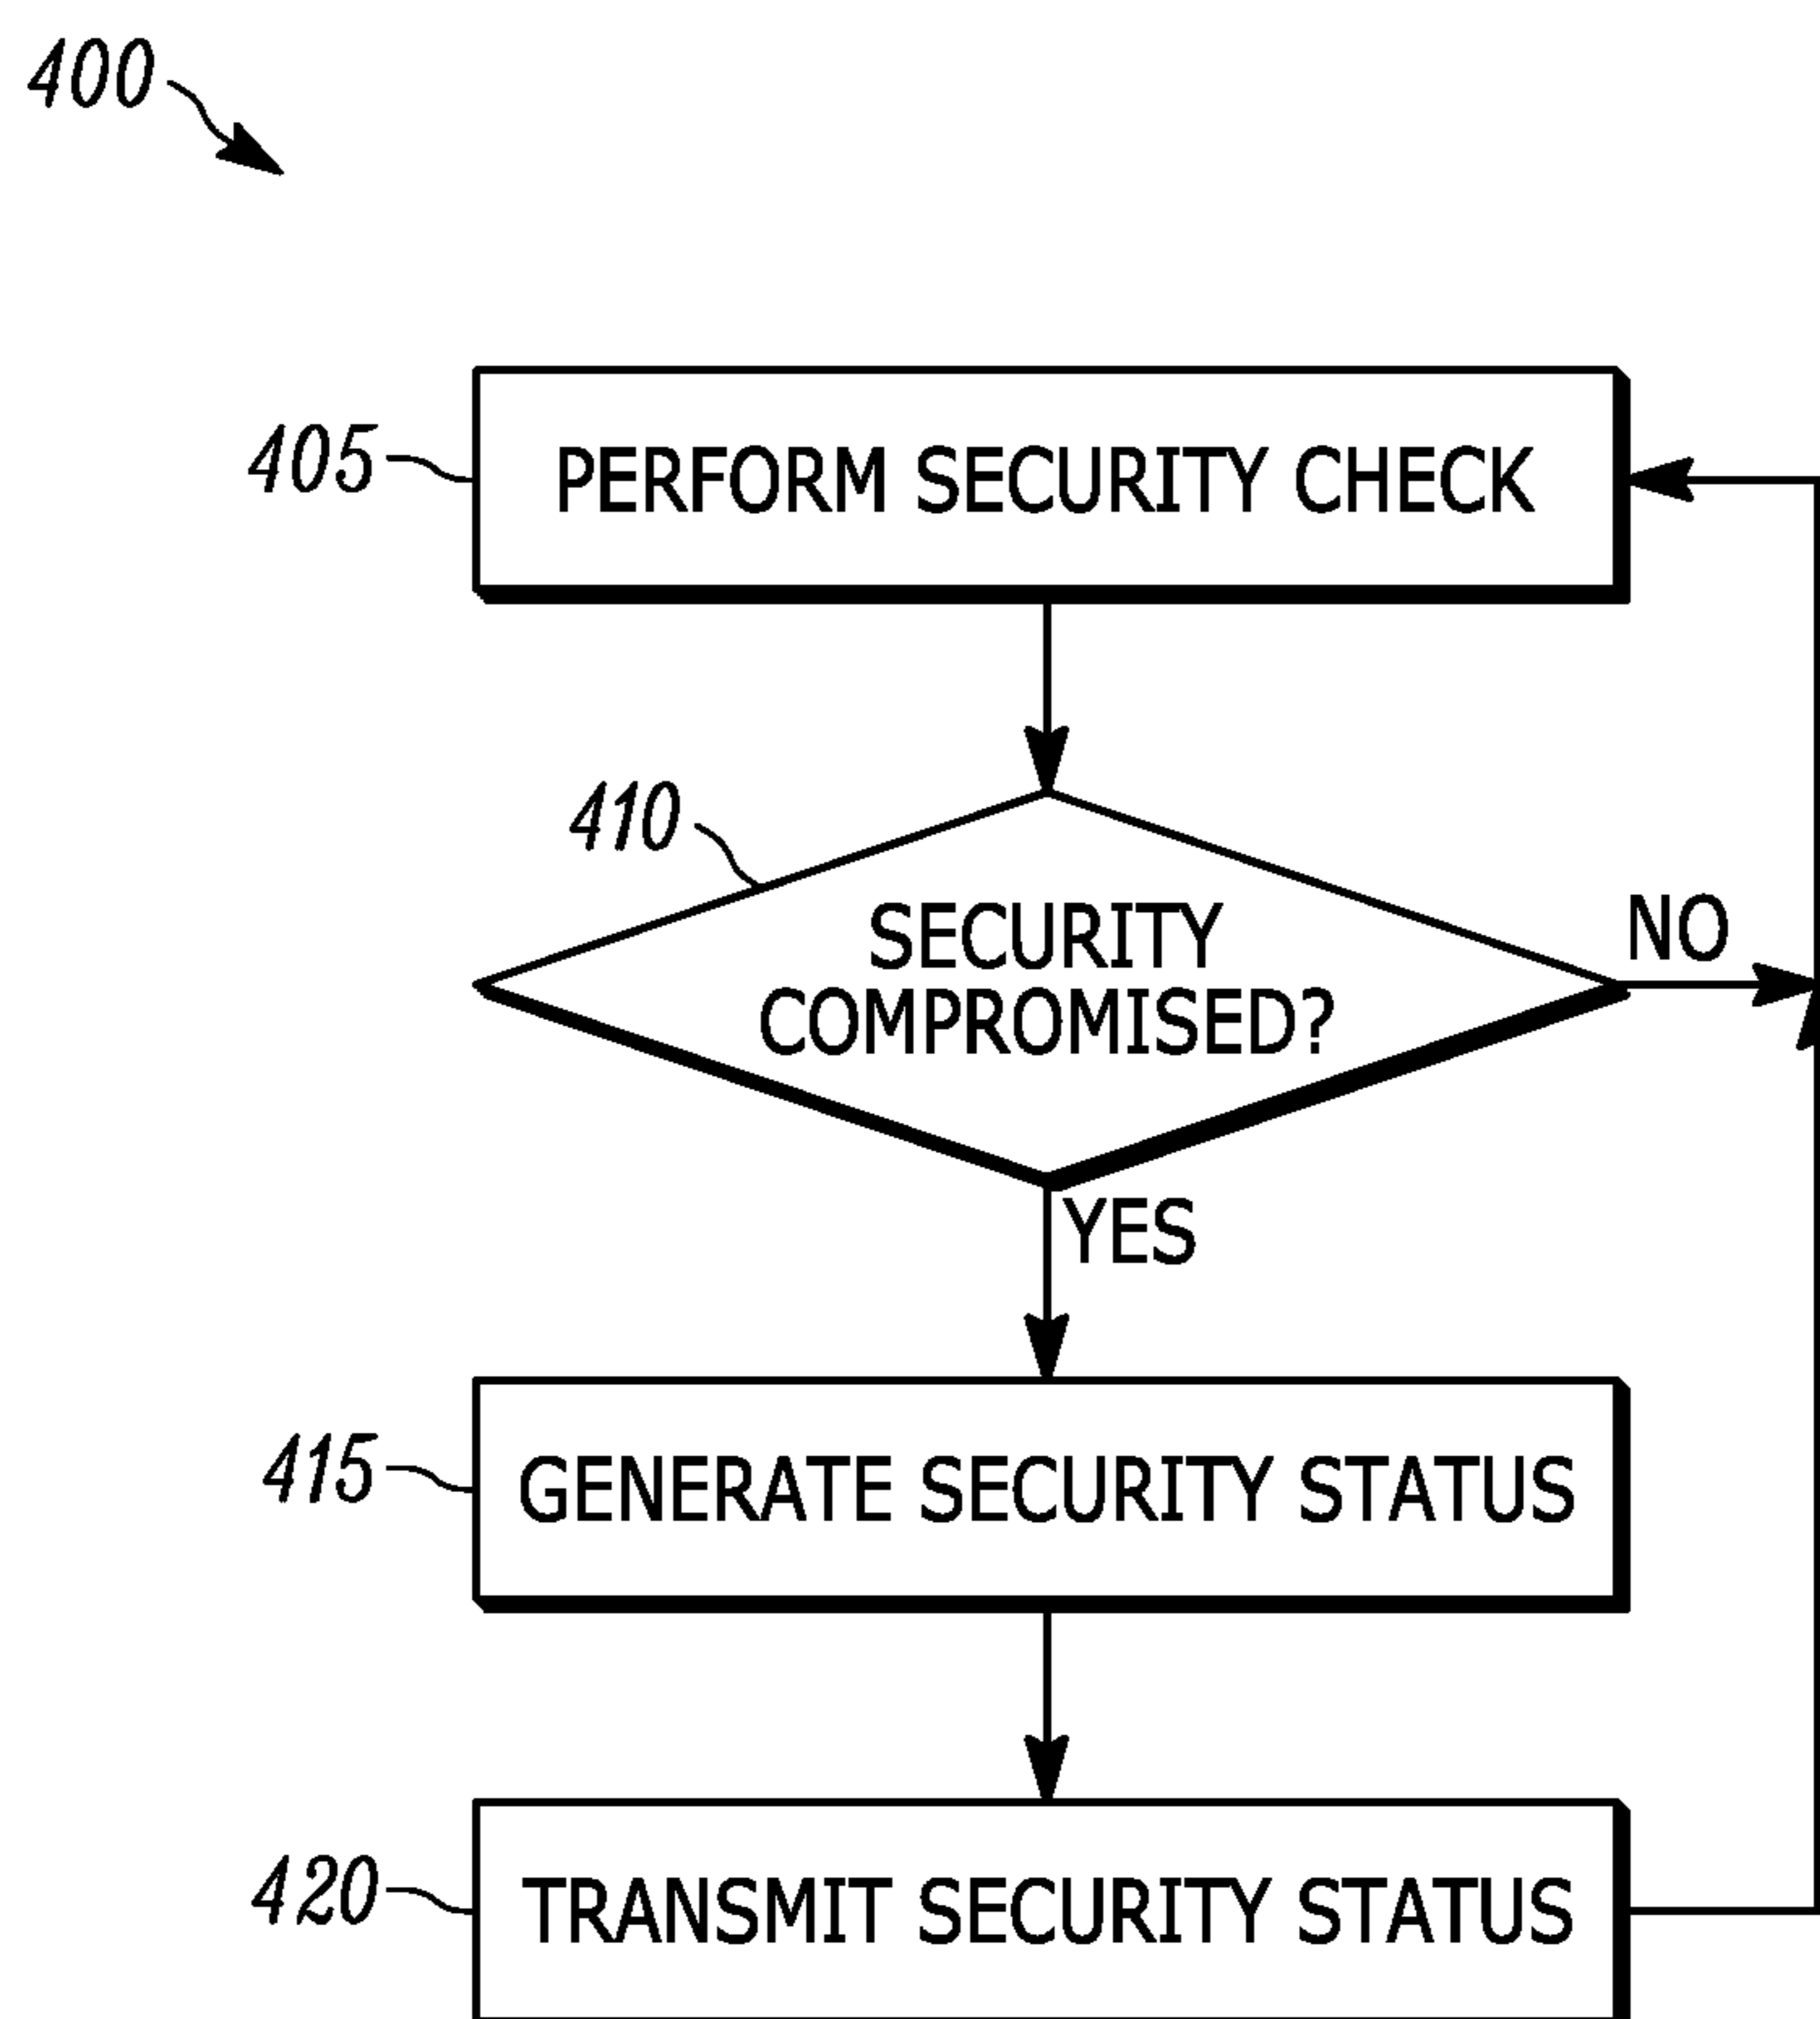 400
405
PERFORM SECURITY CHECK
410
SECURITY
COMPROMISED?
NO
YES
415
GENERATE SECURITY STATUS
420
TRANSMIT SECURITY STATUS